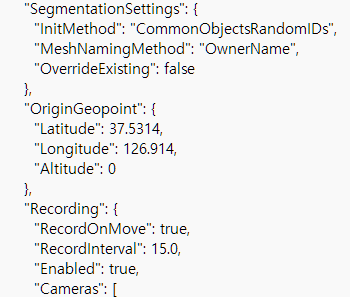 "SegmentationSettings": {
"InitMethod": "CommonObjectsRandomIDs",
"MeshNamingMethod": "OwnerName",
"OverrideExisting": false
},
"OriginGeopoint": {
"Latitude": 37.5314,
"Longitude": 126.914,
"Altitude": 0
},
"Recording": {
"RecordOnMove": true,
"RecordInterval": 15.0,
"Enabled": true,
"Cameras": [